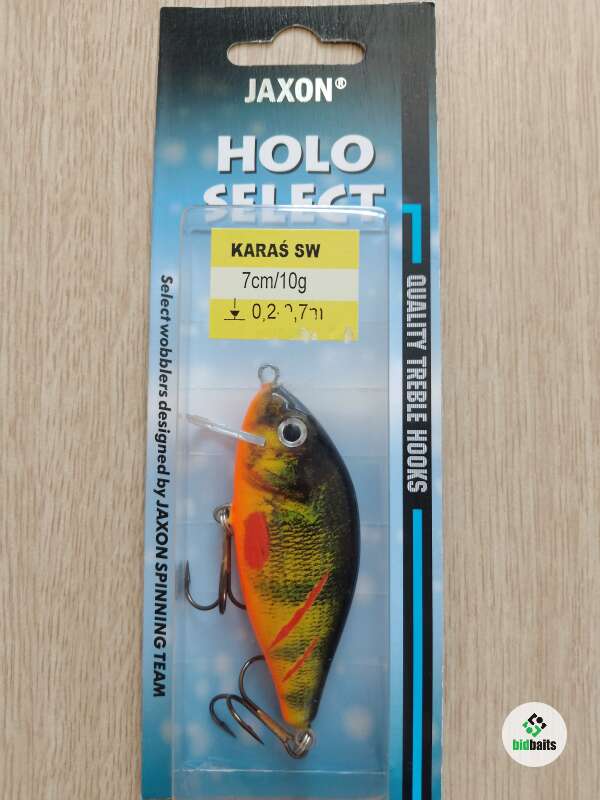 JAXON®
HOLO
SELECT
KARAŚ SW
7cm/10g
QUALITY TREBLE HOOKS
Select wobblers designed by JAXON SPINNING TEAM
bidbaits